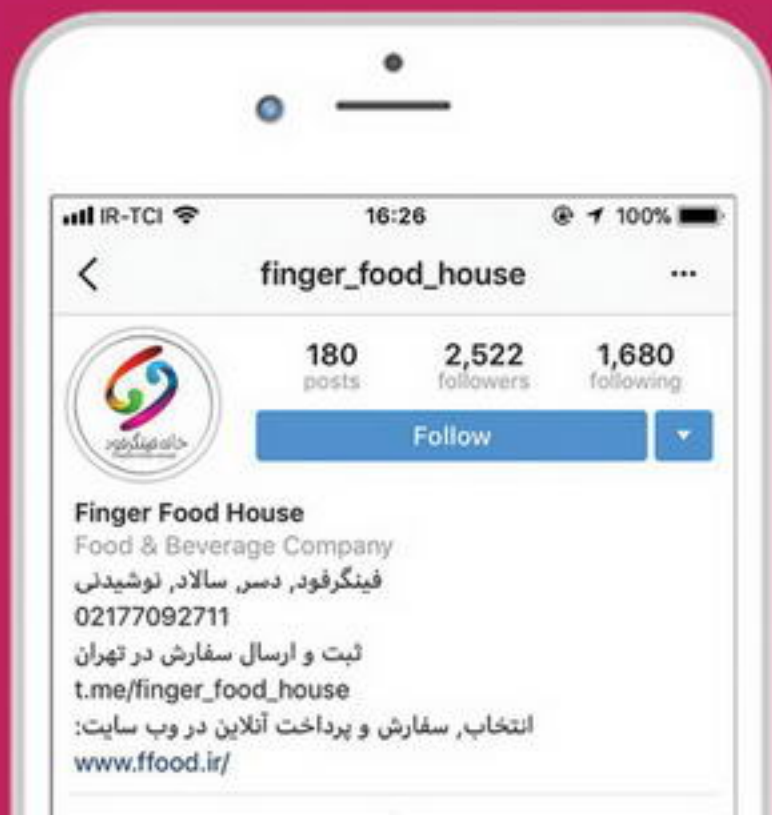 IR-TCI 16:26 100%
finger_food_house ...
180 2,522 1,680
posts followers following
خانه فینگرفود
Follow
Finger Food House
Food & Beverage Company
فینگرفود, دسر, سالاد, نوشیدنی
02177092711
ثبت و ارسال سفارش در تهران
t.me/finger_food_house
انتخاب, سفارش و پرداخت آنلاین در وب سایت:
www.ffood.ir/